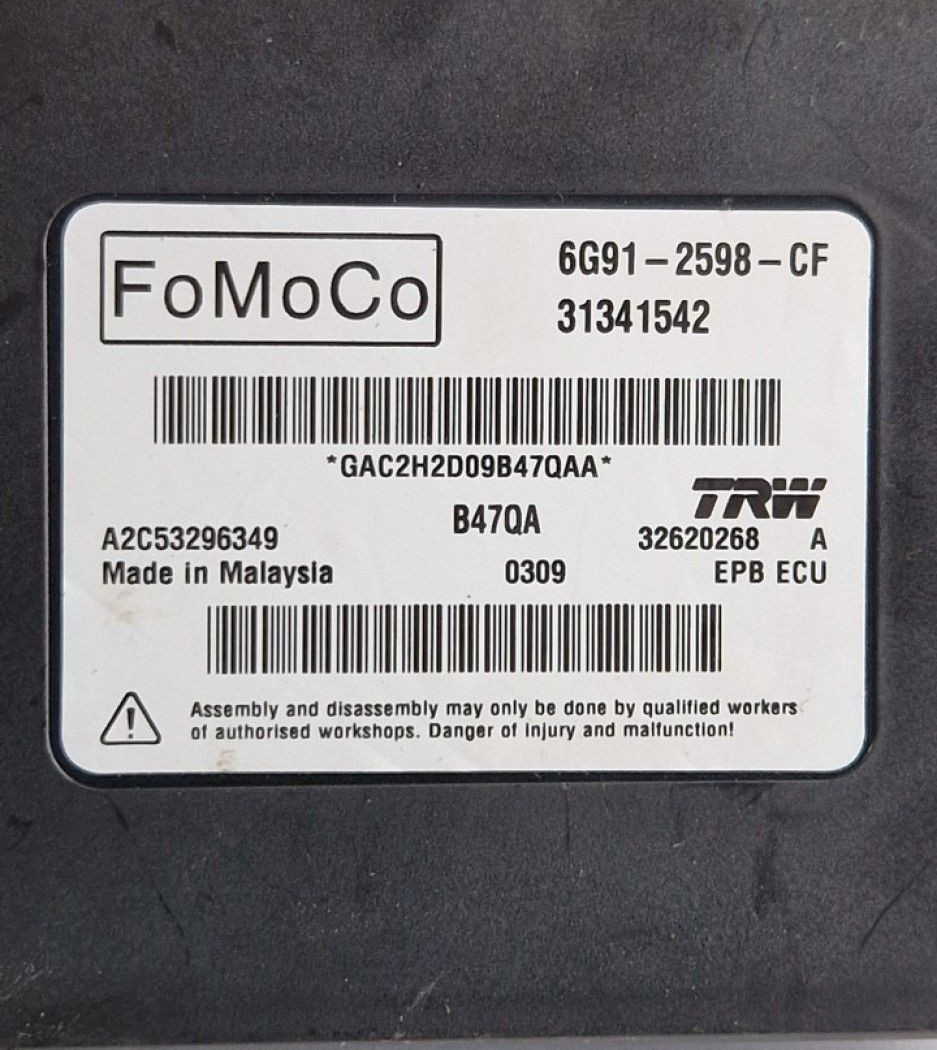 FoMoCo
6G91-2598-CF
31341542
*GAC2H2D09B47QAA*
TRW
B47QA
A2C53296349
32620268 A
Made in Malaysia
0309
EPB ECU
Assembly and disassembly may only be done by qualified workers
of authorised workshops. Danger of injury and malfunction!